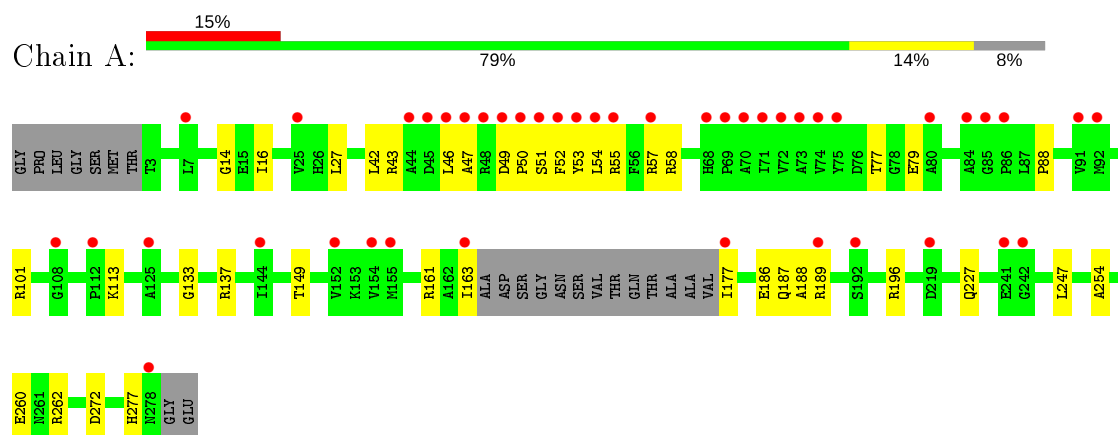 15%
Chain A:
79% 14% 8%
GLY PRO LEU GLY SER MET THR T3 L7 G14 E15 I16 V25 H26 L27 L42 R43 A44 D45 L46 A47 R48 D49 P50 S51 F52 Y53 L54 R55 F56 R57 R58 H68 P69 A70 I71 V72 A73 V74 Y75 D76 T77 G78 E79 A80 A84 G85 P86 L87 P88 V91 M92
R101 G108 P112 K113 A125 G133 R137 I144 T149 V152 K153 V154 M155 R161 A162 I163 ALA ASP SER GLY ASN SER VAL THR GLN THR ALA ALA VAL I177 E186 Q187 A188 R189 S192 R196 D219 Q227 E241 G242 L247 A254
E260 N261 R262 D272 H277 N278 GLY GLU